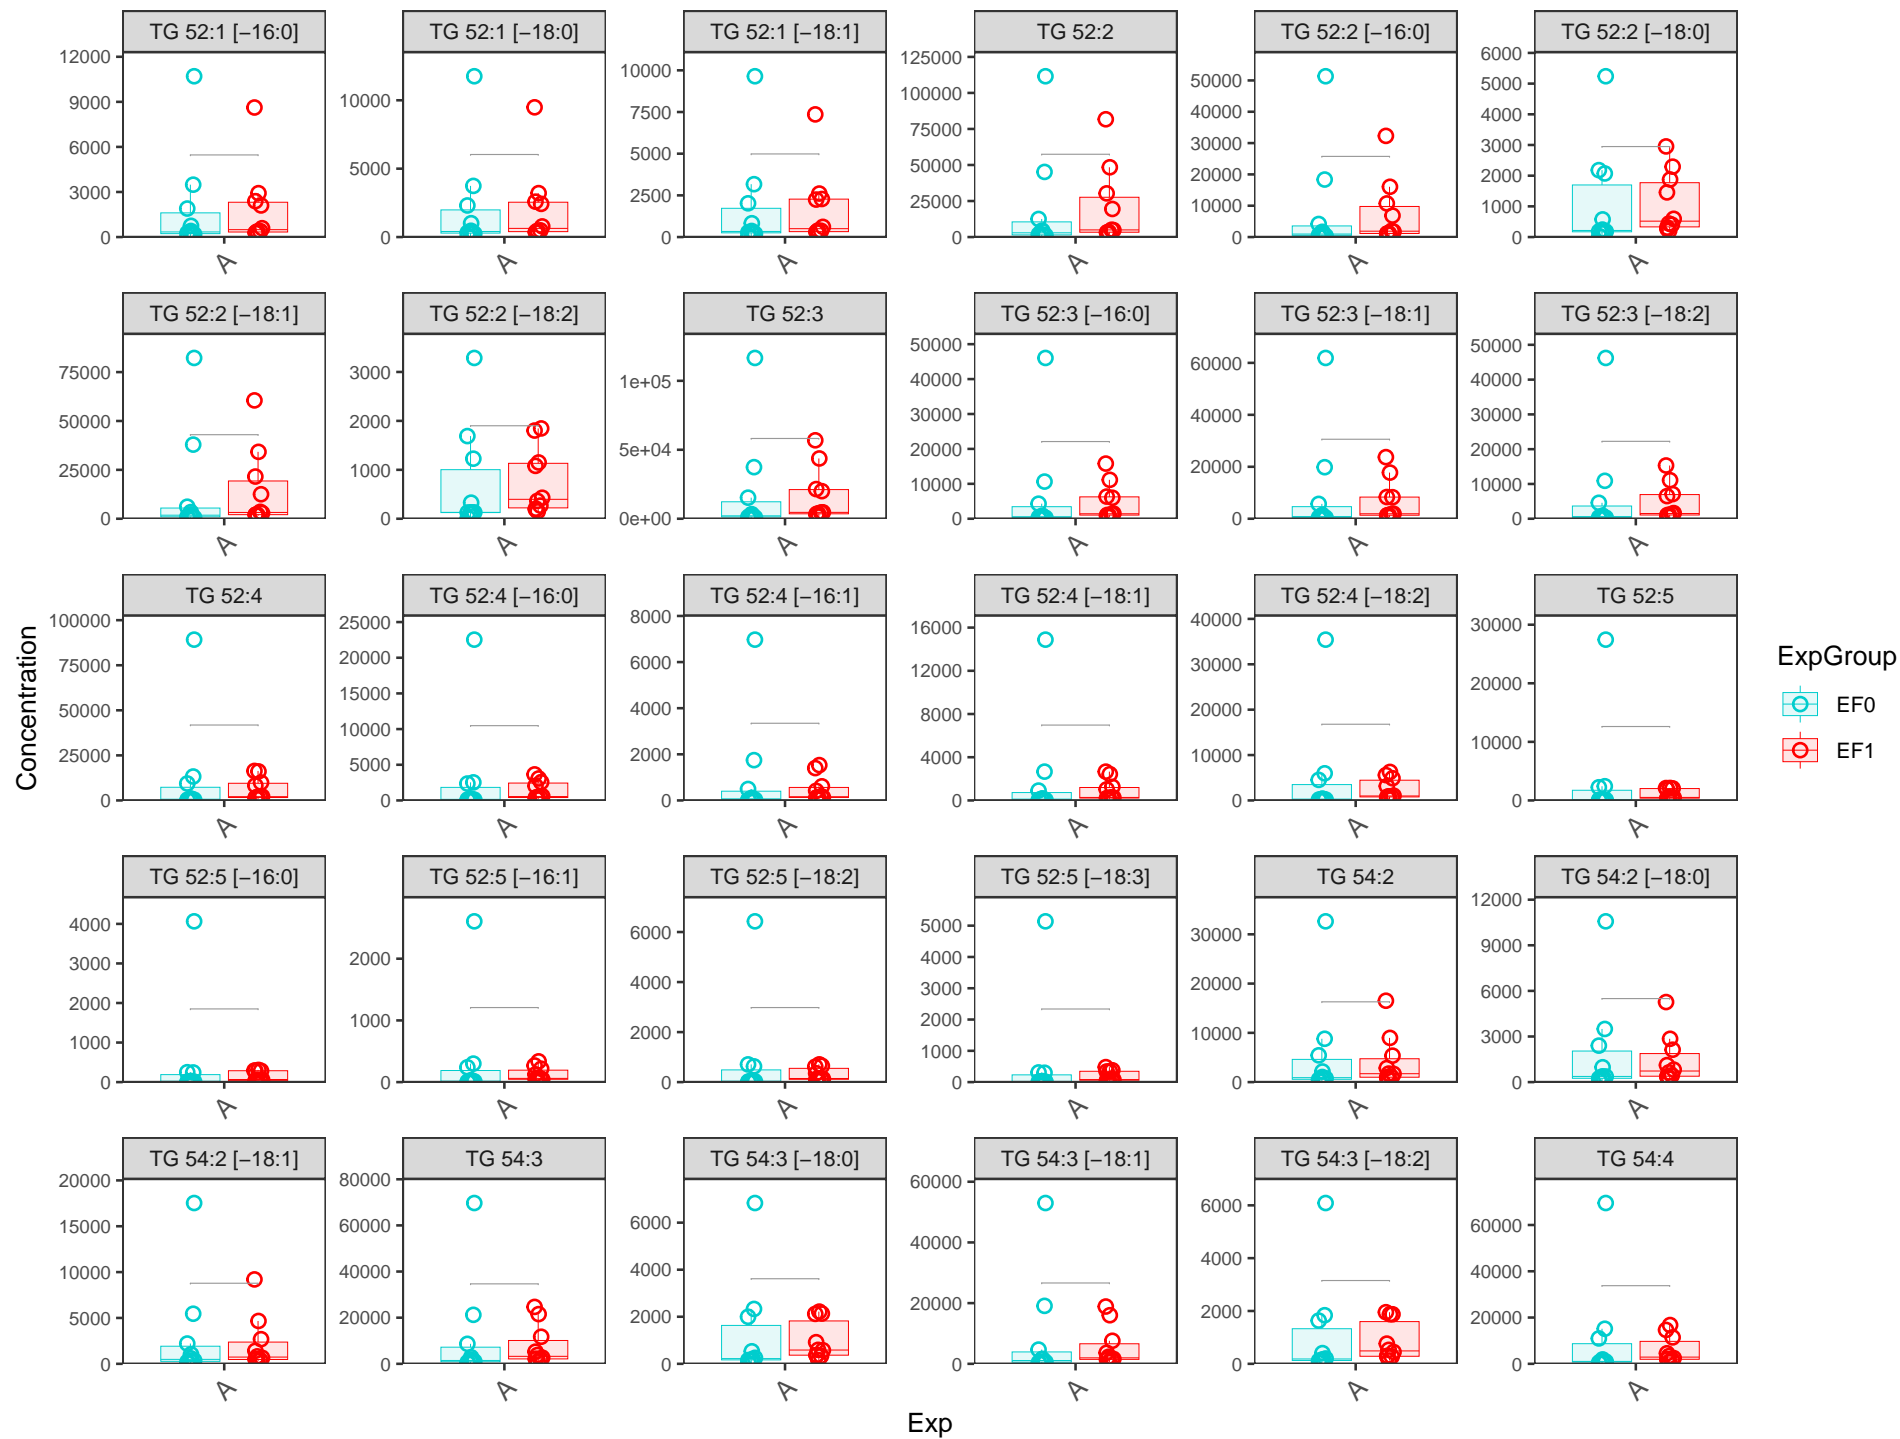 TG 52:1 [−16:0] TG 52:1 [−18:0] TG 52:1 [−18:1] TG 52:2 TG 52:2 [−16:0] TG 52:2 [−18:0]
12000 9000 6000 3000 0
10000 5000 0
10000 7500 5000 2500 0
125000 100000 75000 50000 25000 0
50000 40000 30000 20000 10000 0
6000 5000 4000 3000 2000 1000 0
A A A A A A
TG 52:2 [−18:1] TG 52:2 [−18:2] TG 52:3 TG 52:3 [−16:0] TG 52:3 [−18:1] TG 52:3 [−18:2]
75000 50000 25000 0
3000 2000 1000 0
1e+05 5e+04 0e+00
50000 40000 30000 20000 10000 0
60000 40000 20000 0
50000 40000 30000 20000 10000 0
A A A A A A
TG 52:4 TG 52:4 [−16:0] TG 52:4 [−16:1] TG 52:4 [−18:1] TG 52:4 [−18:2] TG 52:5
100000 75000 50000 25000 0
25000 20000 15000 10000 5000 0
8000 6000 4000 2000 0
16000 12000 8000 4000 0
40000 30000 20000 10000 0
30000 20000 10000 0
A A A A A A
TG 52:5 [−16:0] TG 52:5 [−16:1] TG 52:5 [−18:2] TG 52:5 [−18:3] TG 54:2 TG 54:2 [−18:0]
4000 3000 2000 1000 0
2000 1000 0
6000 4000 2000 0
5000 4000 3000 2000 1000 0
30000 20000 10000 0
12000 9000 6000 3000 0
A A A A A A
TG 54:2 [−18:1] TG 54:3 TG 54:3 [−18:0] TG 54:3 [−18:1] TG 54:3 [−18:2] TG 54:4
20000 15000 10000 5000 0
80000 60000 40000 20000 0
6000 4000 2000 0
60000 40000 20000 0
6000 4000 2000 0
60000 40000 20000 0
A A A A A A
Exp
Concentration
ExpGroup
EF0
EF1